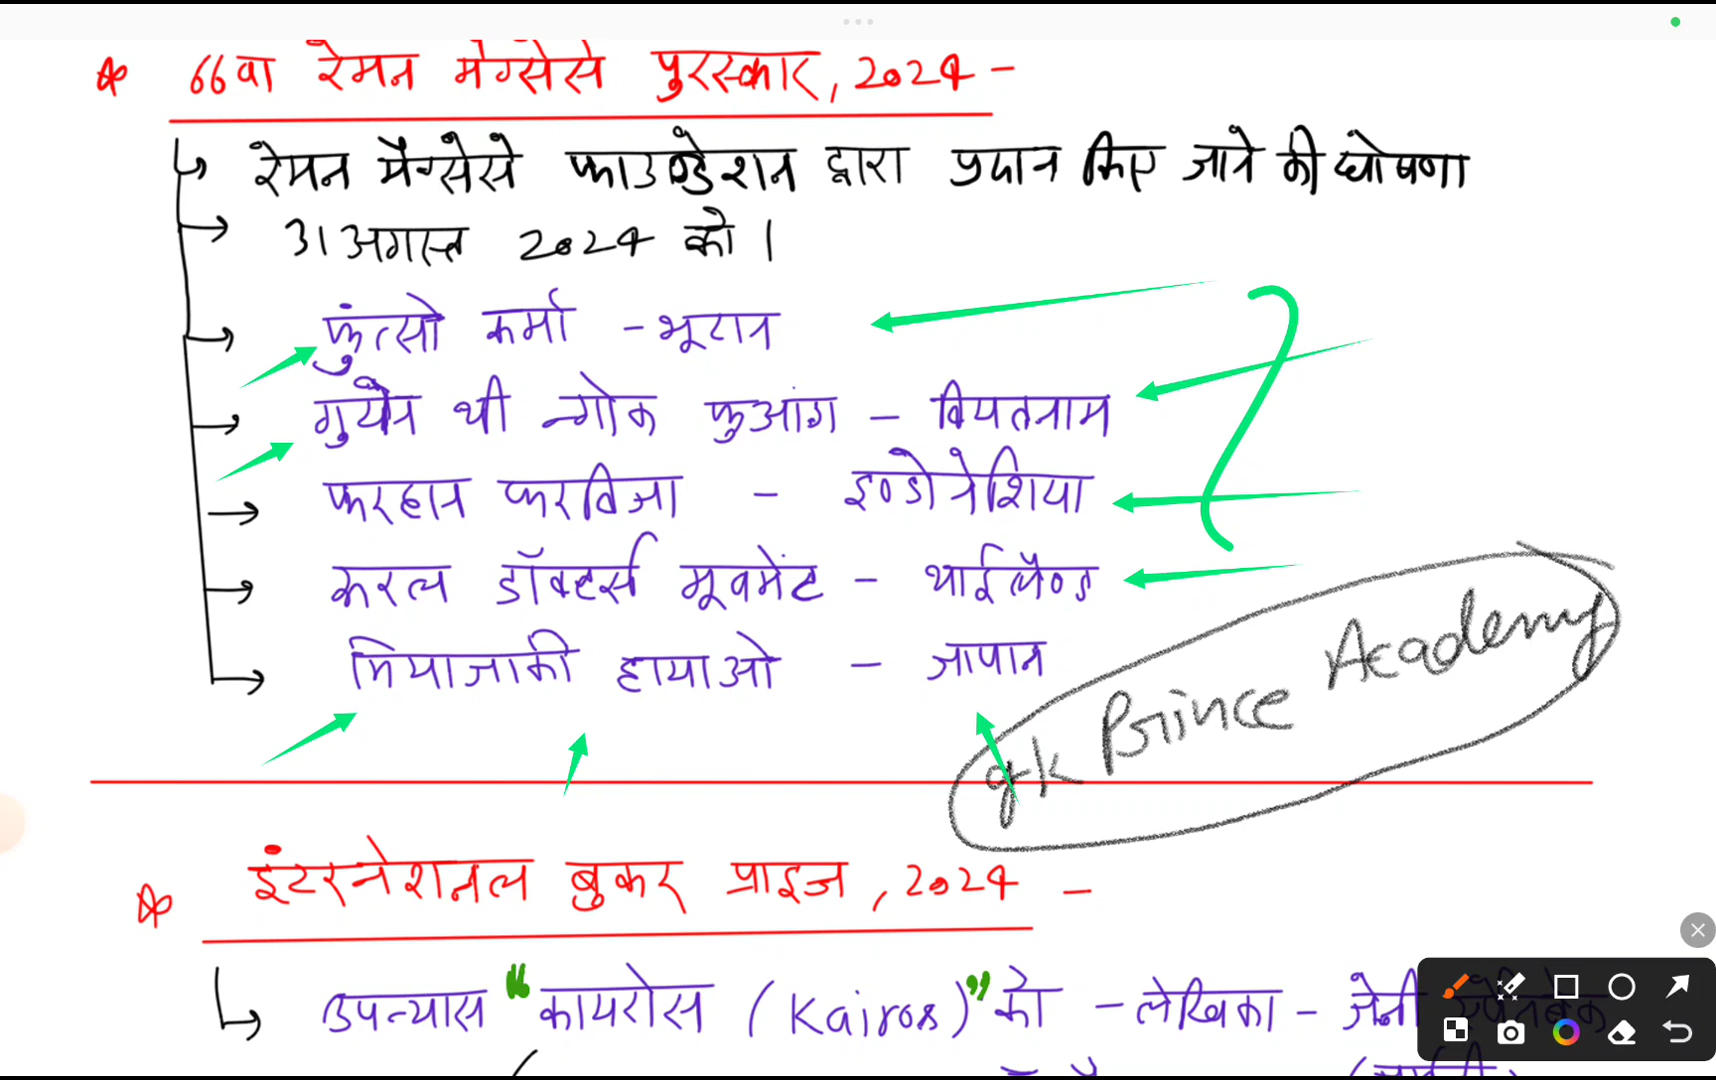 66वा रेमन मैग्सेसे पुरस्कार, 2024 -
रेमन मैग्सेसे फाउण्डेशन द्वारा प्रदान किए जाने की घोषणा
31 अगस्त 2024 को ।
फुंत्सो कर्मा - भूटान
गुयेन थी न्गोक फुआंग - वियतनाम
फरहान फरविजा - इण्डोनेशिया
करल डॉक्टर्स मूवमेंट - थाईलैण्ड
मियाजाकी हायाओ - जापान
gk Prince Academy
इंटरनेशनल बुकर प्राइज, 2024 -
उपन्यास "कायरोस (Kairos)" को - लेखिका - जेनी